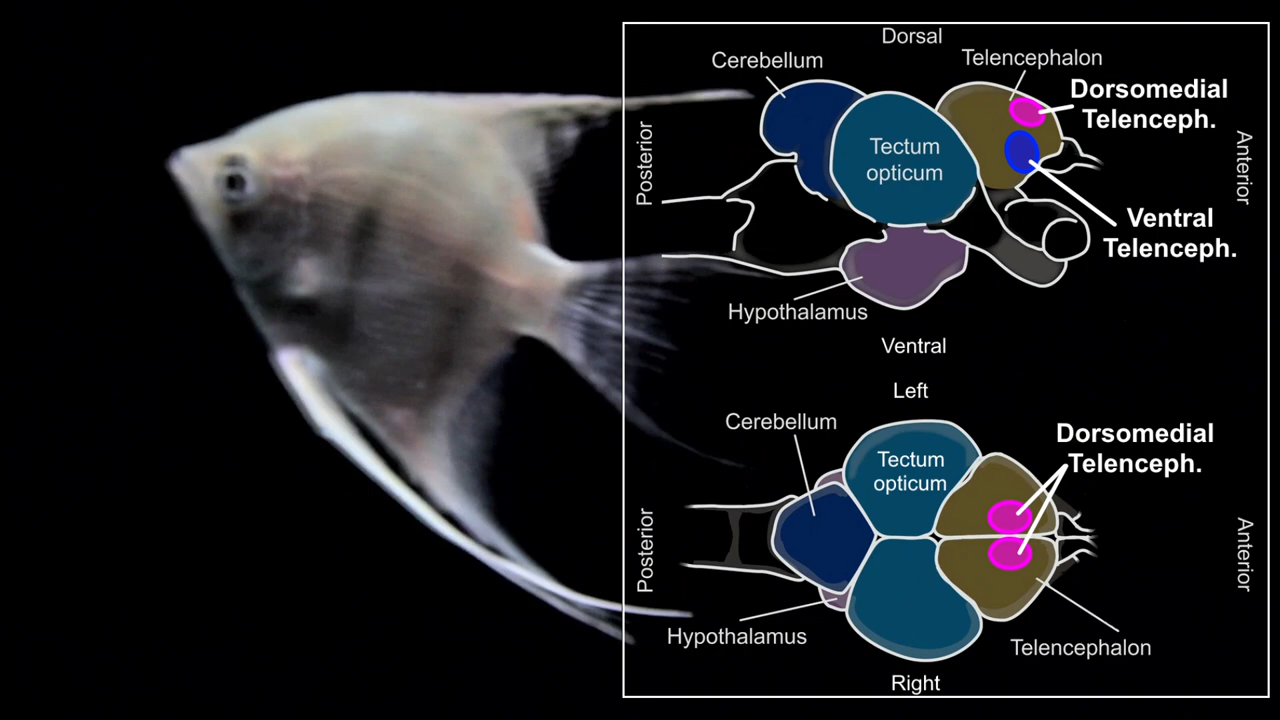 Dorsal
Cerebellum
Telencephalon
Dorsomedial
Telenceph.
Posterior
Tectum
opticum
Anterior
Ventral
Telenceph.
Hypothalamus
Ventral
Left
Cerebellum
Dorsomedial
Telenceph.
Tectum
opticum
Posterior
Anterior
Hypothalamus
Telencephalon
Right